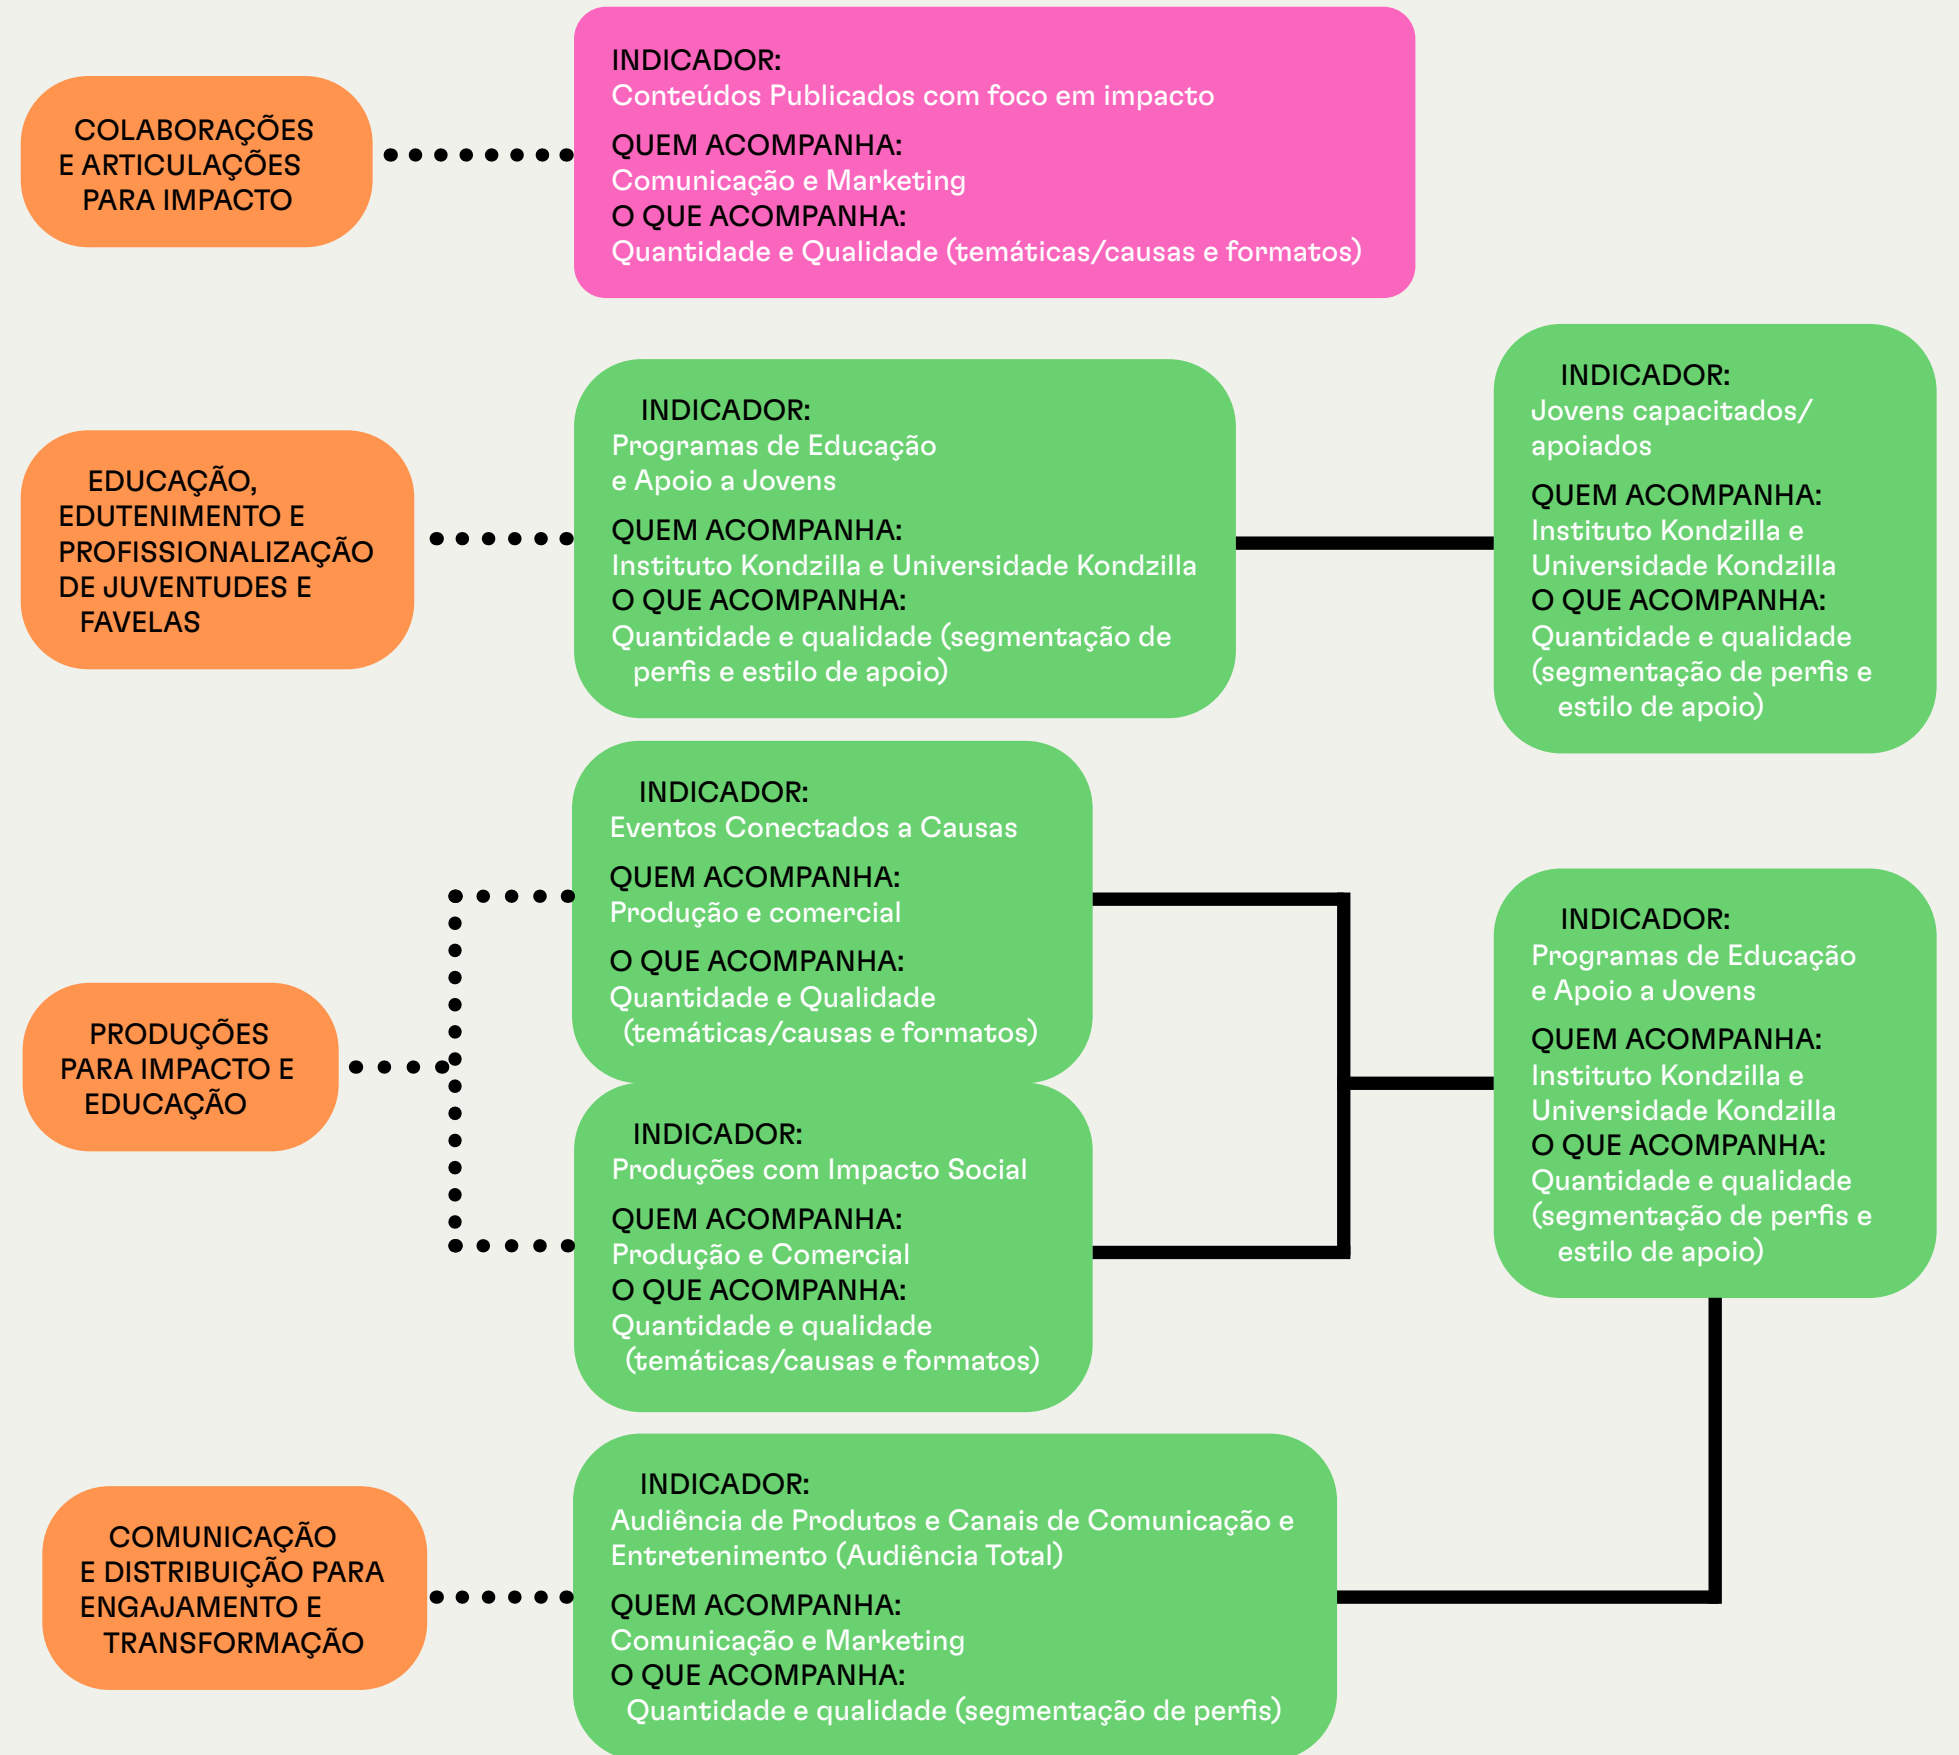 COLABORAÇÕES
E ARTICULAÇÕES
PARA IMPACTO
INDICADOR:
Conteúdos Publicados com foco em impacto
QUEM ACOMPANHA:
Comunicação e Marketing
O QUE ACOMPANHA:
Quantidade e Qualidade (temáticas/causas e formatos)
EDUCAÇÃO,
EDUTENIMENTO E
PROFISSIONALIZAÇÃO
DE JUVENTUDES E
FAVELAS
INDICADOR:
Programas de Educação
e Apoio a Jovens
QUEM ACOMPANHA:
Instituto Kondzilla e Universidade Kondzilla
O QUE ACOMPANHA:
Quantidade e qualidade (segmentação de
perfis e estilo de apoio)
INDICADOR:
Jovens capacitados/
apoiados
QUEM ACOMPANHA:
Instituto Kondzilla e
Universidade Kondzilla
O QUE ACOMPANHA:
Quantidade e qualidade
(segmentação de perfis e
estilo de apoio)
PRODUÇÕES
PARA IMPACTO E
EDUCAÇÃO
INDICADOR:
Eventos Conectados a Causas
QUEM ACOMPANHA:
Produção e comercial
O QUE ACOMPANHA:
Quantidade e Qualidade
(temáticas/causas e formatos)
INDICADOR:
Produções com Impacto Social
QUEM ACOMPANHA:
Produção e Comercial
O QUE ACOMPANHA:
Quantidade e qualidade
(temáticas/causas e formatos)
INDICADOR:
Programas de Educação
e Apoio a Jovens
QUEM ACOMPANHA:
Instituto Kondzilla e
Universidade Kondzilla
O QUE ACOMPANHA:
Quantidade e qualidade
(segmentação de perfis e
estilo de apoio)
COMUNICAÇÃO
E DISTRIBUIÇÃO PARA
ENGAJAMENTO E
TRANSFORMAÇÃO
INDICADOR:
Audiência de Produtos e Canais de Comunicação e
Entretenimento (Audiência Total)
QUEM ACOMPANHA:
Comunicação e Marketing
O QUE ACOMPANHA:
Quantidade e qualidade (segmentação de perfis)